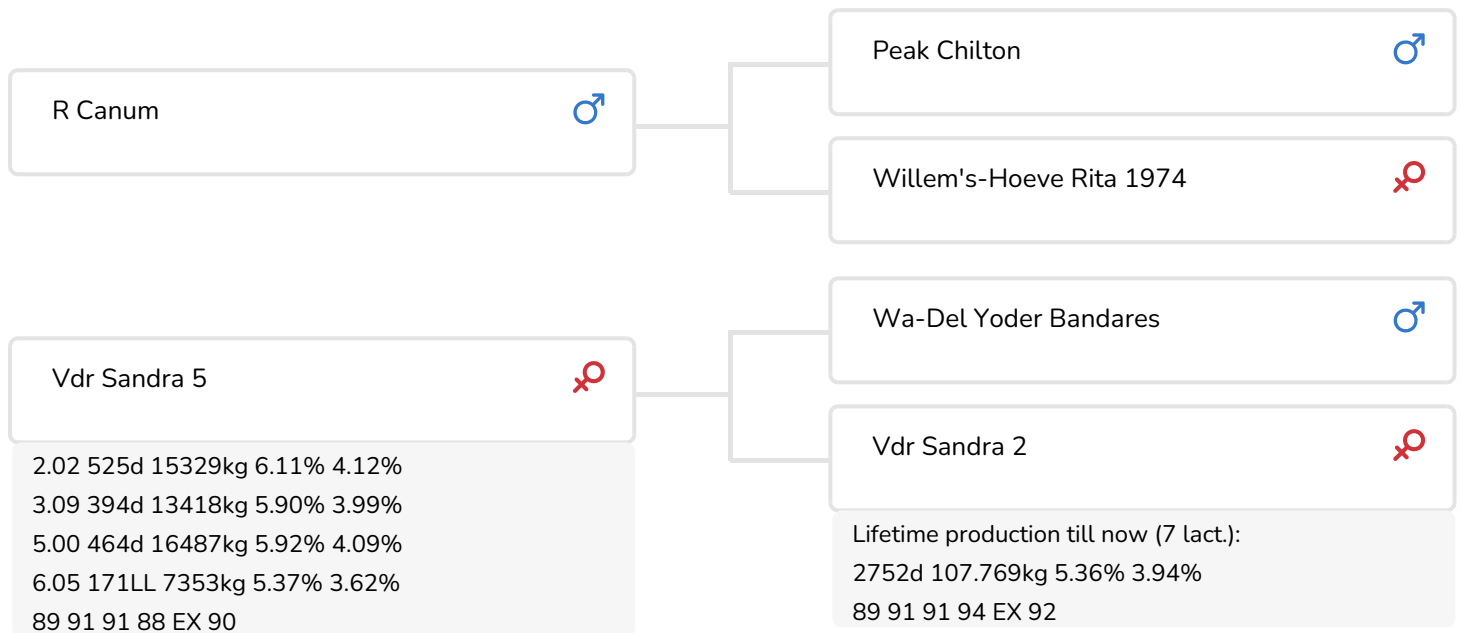 R Canum
Peak Chilton
Willem's-Hoeve Rita 1974
Vdr Sandra 5
2.02 525d 15329kg 6.11% 4.12%
3.09 394d 13418kg 5.90% 3.99%
5.00 464d 16487kg 5.92% 4.09%
6.05 171LL 7353kg 5.37% 3.62%
89 91 91 88 EX 90
Wa-Del Yoder Bandares
Vdr Sandra 2
Lifetime production till now (7 lact.):
2752d 107.769kg 5.36% 3.94%
89 91 91 94 EX 92